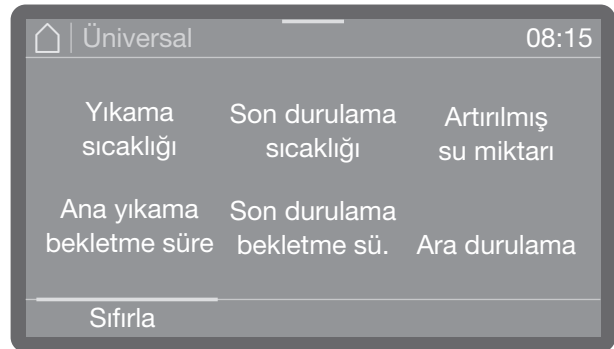 Üniversal 08:15
Yıkama
sıcaklığı
Son durulama
sıcaklığı
Artırılmış
su miktarı
Ana yıkama
bekletme süre
Son durulama
bekletme sü.
Ara durulama
Sıfırla